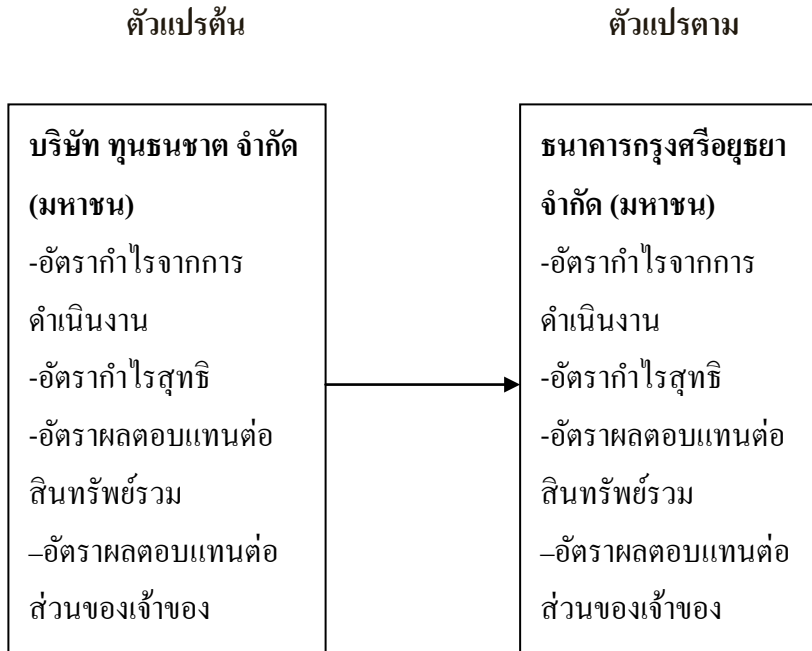 ตัวแปรต้น
ตัวแปรตาม
บริษัท ทุนธนชาต จำกัด
(มหาชน)
-อัตรากำไรจากการ
ดำเนินงาน
-อัตรากำไรสุทธิ
-อัตราผลตอบแทนต่อ
สินทรัพย์รวม
–อัตราผลตอบแทนต่อ
ส่วนของเจ้าของ
ธนาคารกรุงศรีอยุธยา
จำกัด (มหาชน)
-อัตรากำไรจากการ
ดำเนินงาน
-อัตรากำไรสุทธิ
-อัตราผลตอบแทนต่อ
สินทรัพย์รวม
–อัตราผลตอบแทนต่อ
ส่วนของเจ้าของ